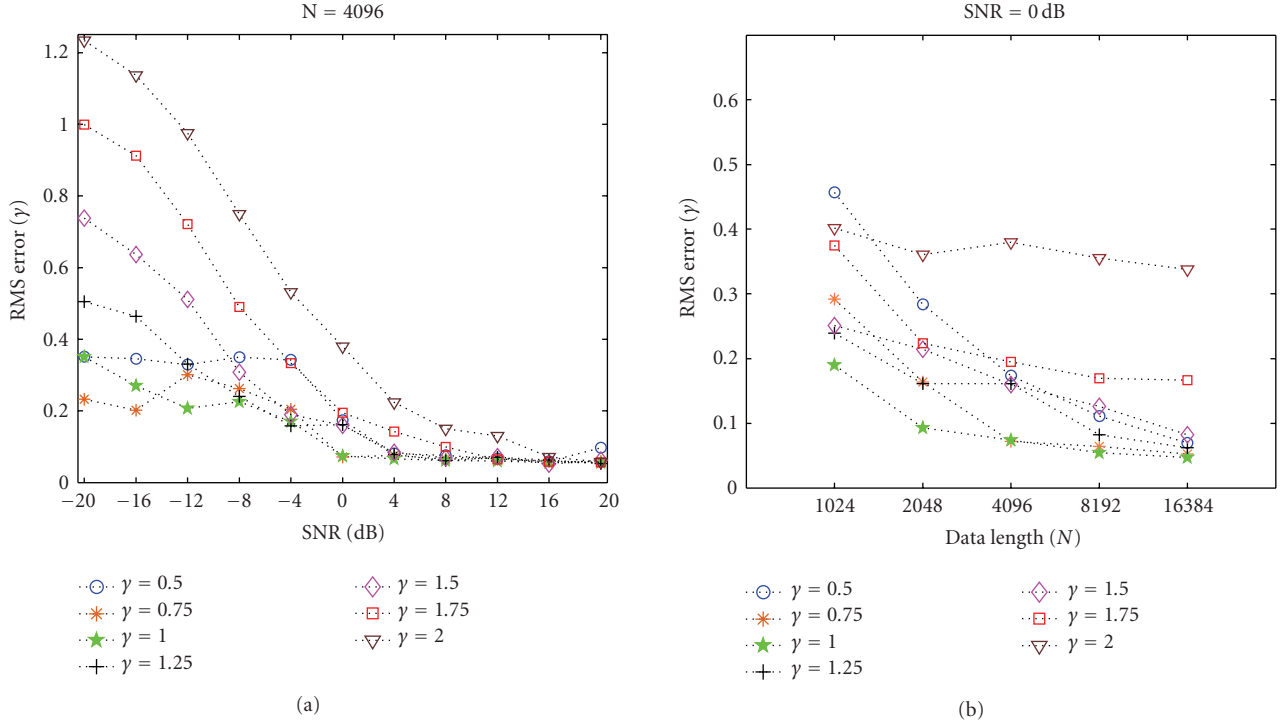 N = 4096
RMS error (γ)
1.2
1
0.8
0.6
0.4
0.2
0
−20
−16
−12
−8
−4
0
4
8
12
16
20
SNR (dB)
γ = 0.5
γ = 0.75
γ = 1
γ = 1.25
γ = 1.5
γ = 1.75
γ = 2
(a)
SNR = 0 dB
RMS error (γ)
0.6
0.5
0.4
0.3
0.2
0.1
0
1024
2048
4096
8192
16384
Data length (N)
γ = 0.5
γ = 0.75
γ = 1
γ = 1.25
γ = 1.5
γ = 1.75
γ = 2
(b)